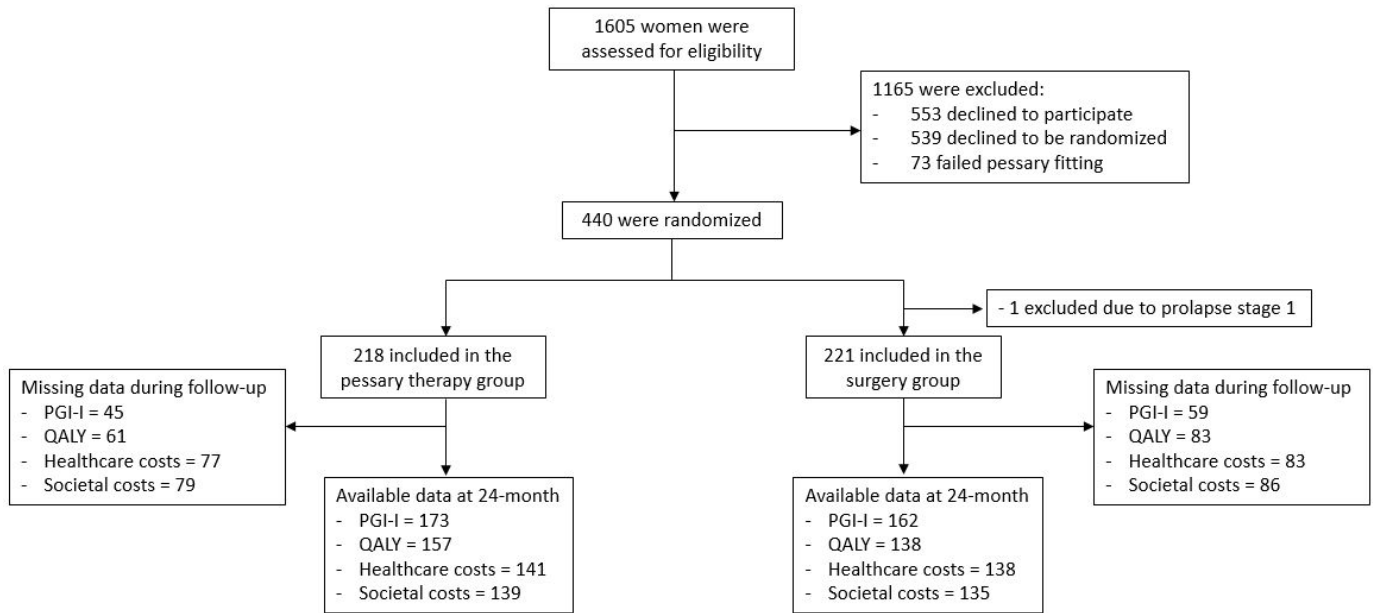 1605 women were
assessed for eligibility
1165 were excluded:
- 553 declined to participate
- 539 declined to be randomized
- 73 failed pessary fitting
440 were randomized
- 1 excluded due to prolapse stage 1
218 included in the
pessary therapy group
221 included in the
surgery group
Missing data during follow-up
- PGI-I = 45
- QALY = 61
- Healthcare costs = 77
- Societal costs = 79
Missing data during follow-up
- PGI-I = 59
- QALY = 83
- Healthcare costs = 83
- Societal costs = 86
Available data at 24-month
- PGI-I = 173
- QALY = 157
- Healthcare costs = 141
- Societal costs = 139
Available data at 24-month
- PGI-I = 162
- QALY = 138
- Healthcare costs = 138
- Societal costs = 135